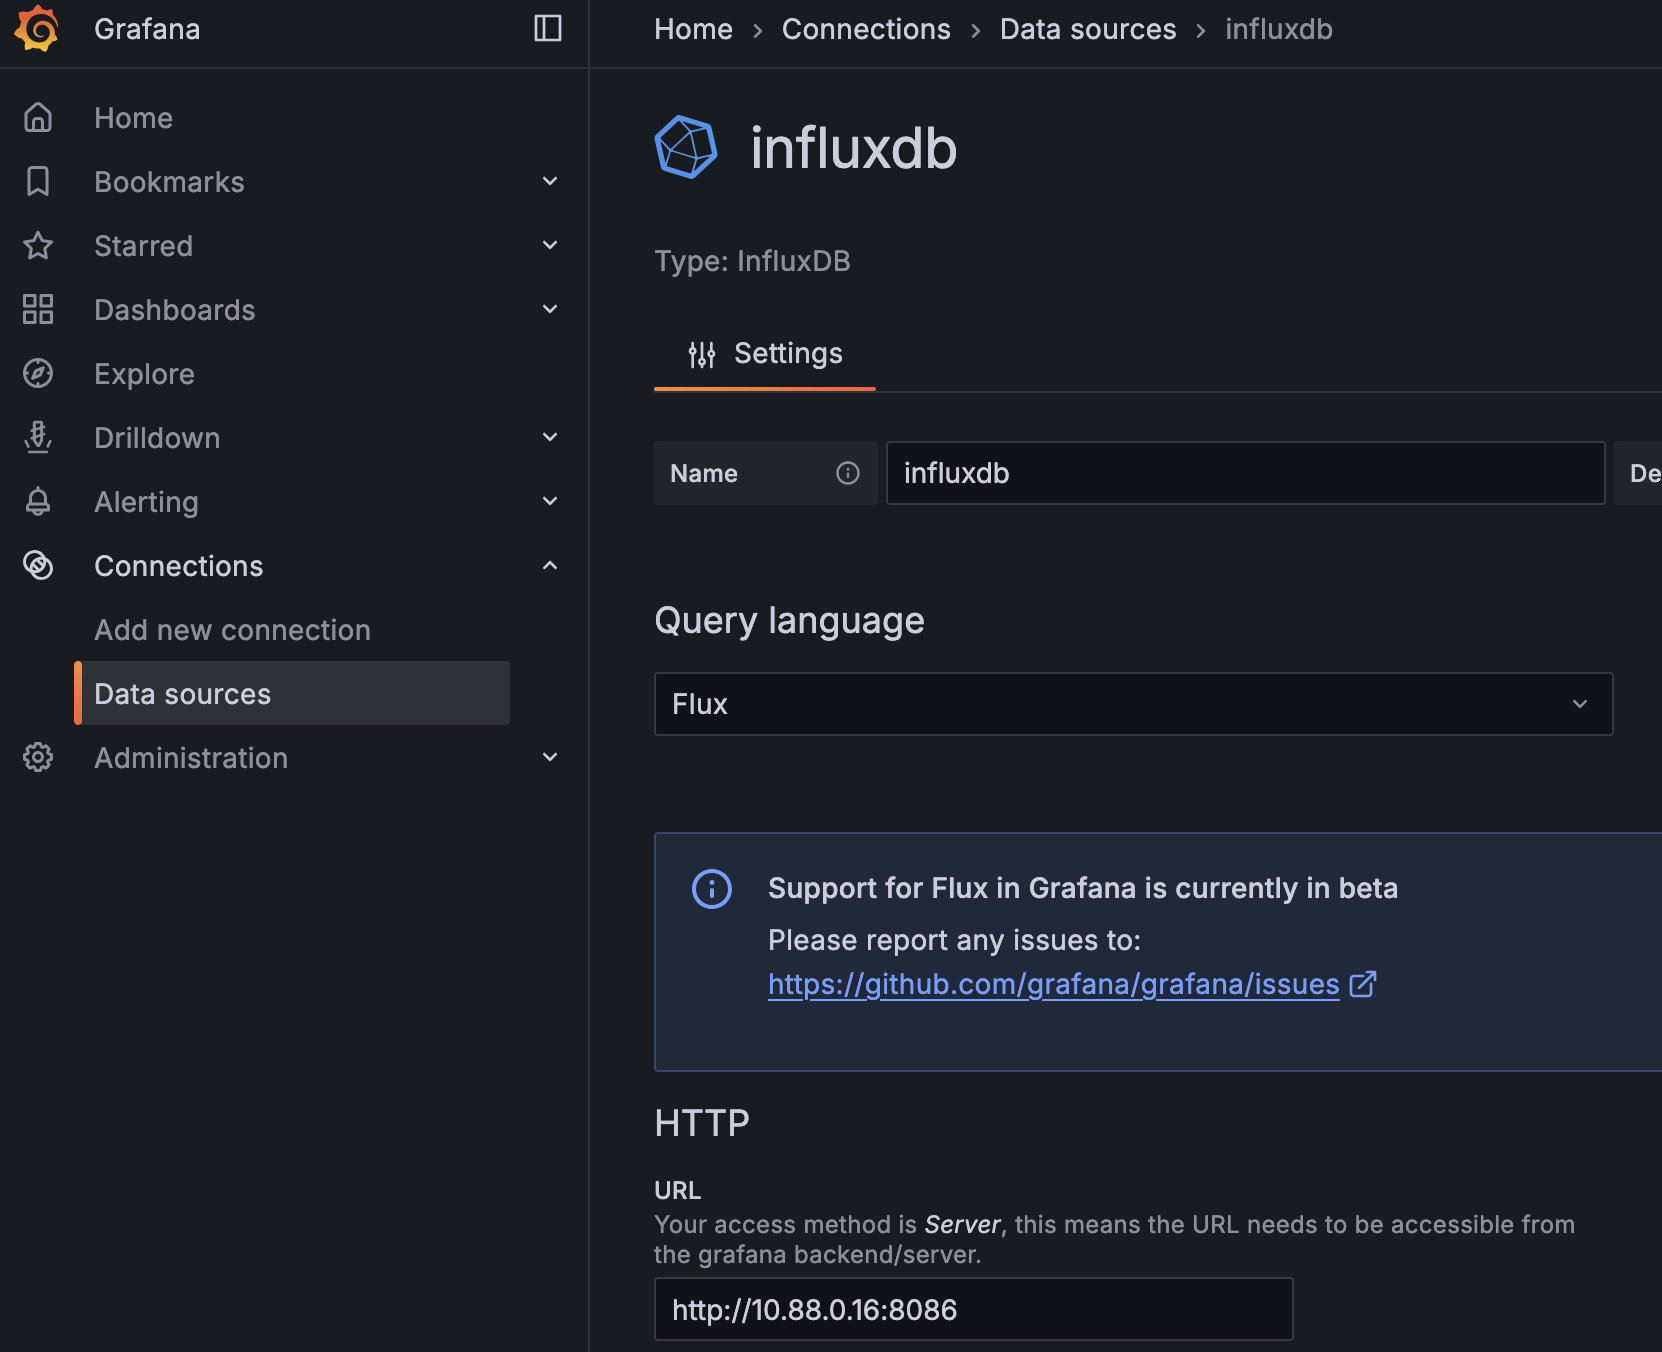 Grafana
Home
Bookmarks
Starred
Dashboards
Explore
Drilldown
Alerting
Connections
Add new connection
Data sources
Administration
Home › Connections › Data sources › influxdb
influxdb
Type: InfluxDB
Settings
Name
influxdb
De
Query language
Flux
Support for Flux in Grafana is currently in beta
Please report any issues to:
https://github.com/grafana/grafana/issues
HTTP
URL
Your access method is Server, this means the URL needs to be accessible from
the grafana backend/server.
http://10.88.0.16:8086